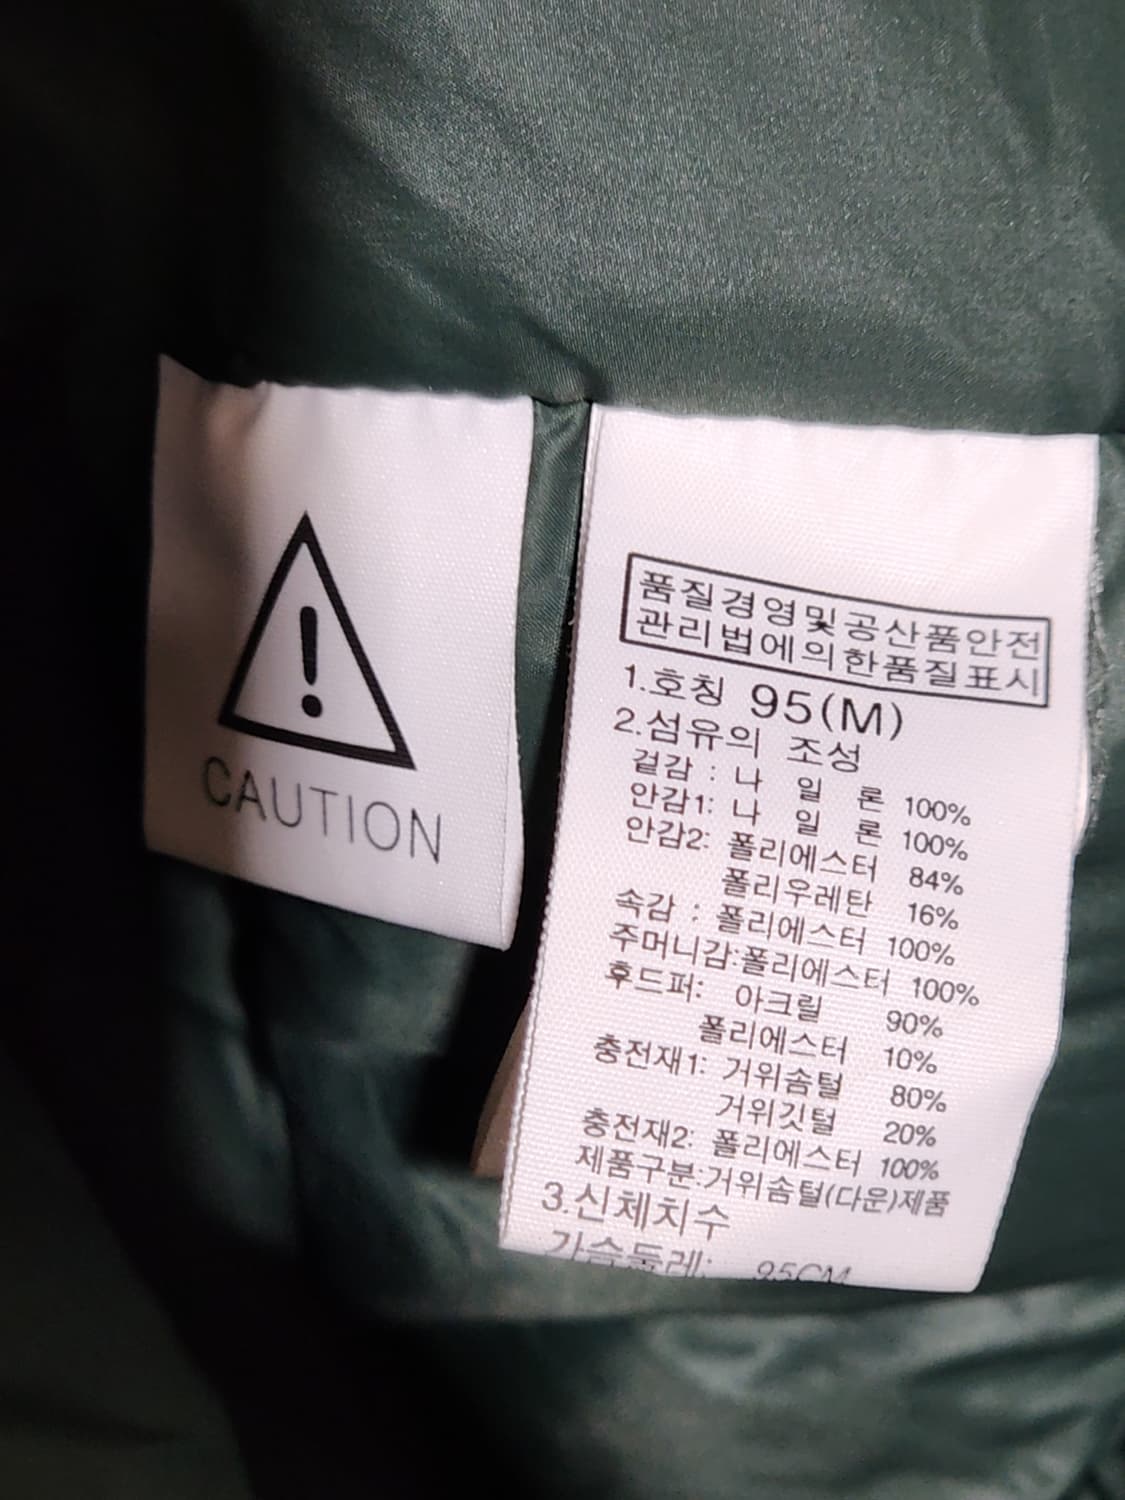 !
CAUTION
품질경영및공산품안전
관리법에의한품질표시
1.호칭 95(M)
2.섬유의 조성
겉감 : 나 일 론 100%
안감1: 나 일 론 100%
안감2: 폴리에스터 84%
폴리우레탄 16%
속감 : 폴리에스터 100%
주머니감:폴리에스터 100%
후드퍼: 아크릴 90%
폴리에스터 10%
충전재1: 거위솜털 80%
거위깃털 20%
충전재2: 폴리에스터 100%
제품구분:거위솜털(다운)제품
3.신체치수
가슴둘레: 95CM